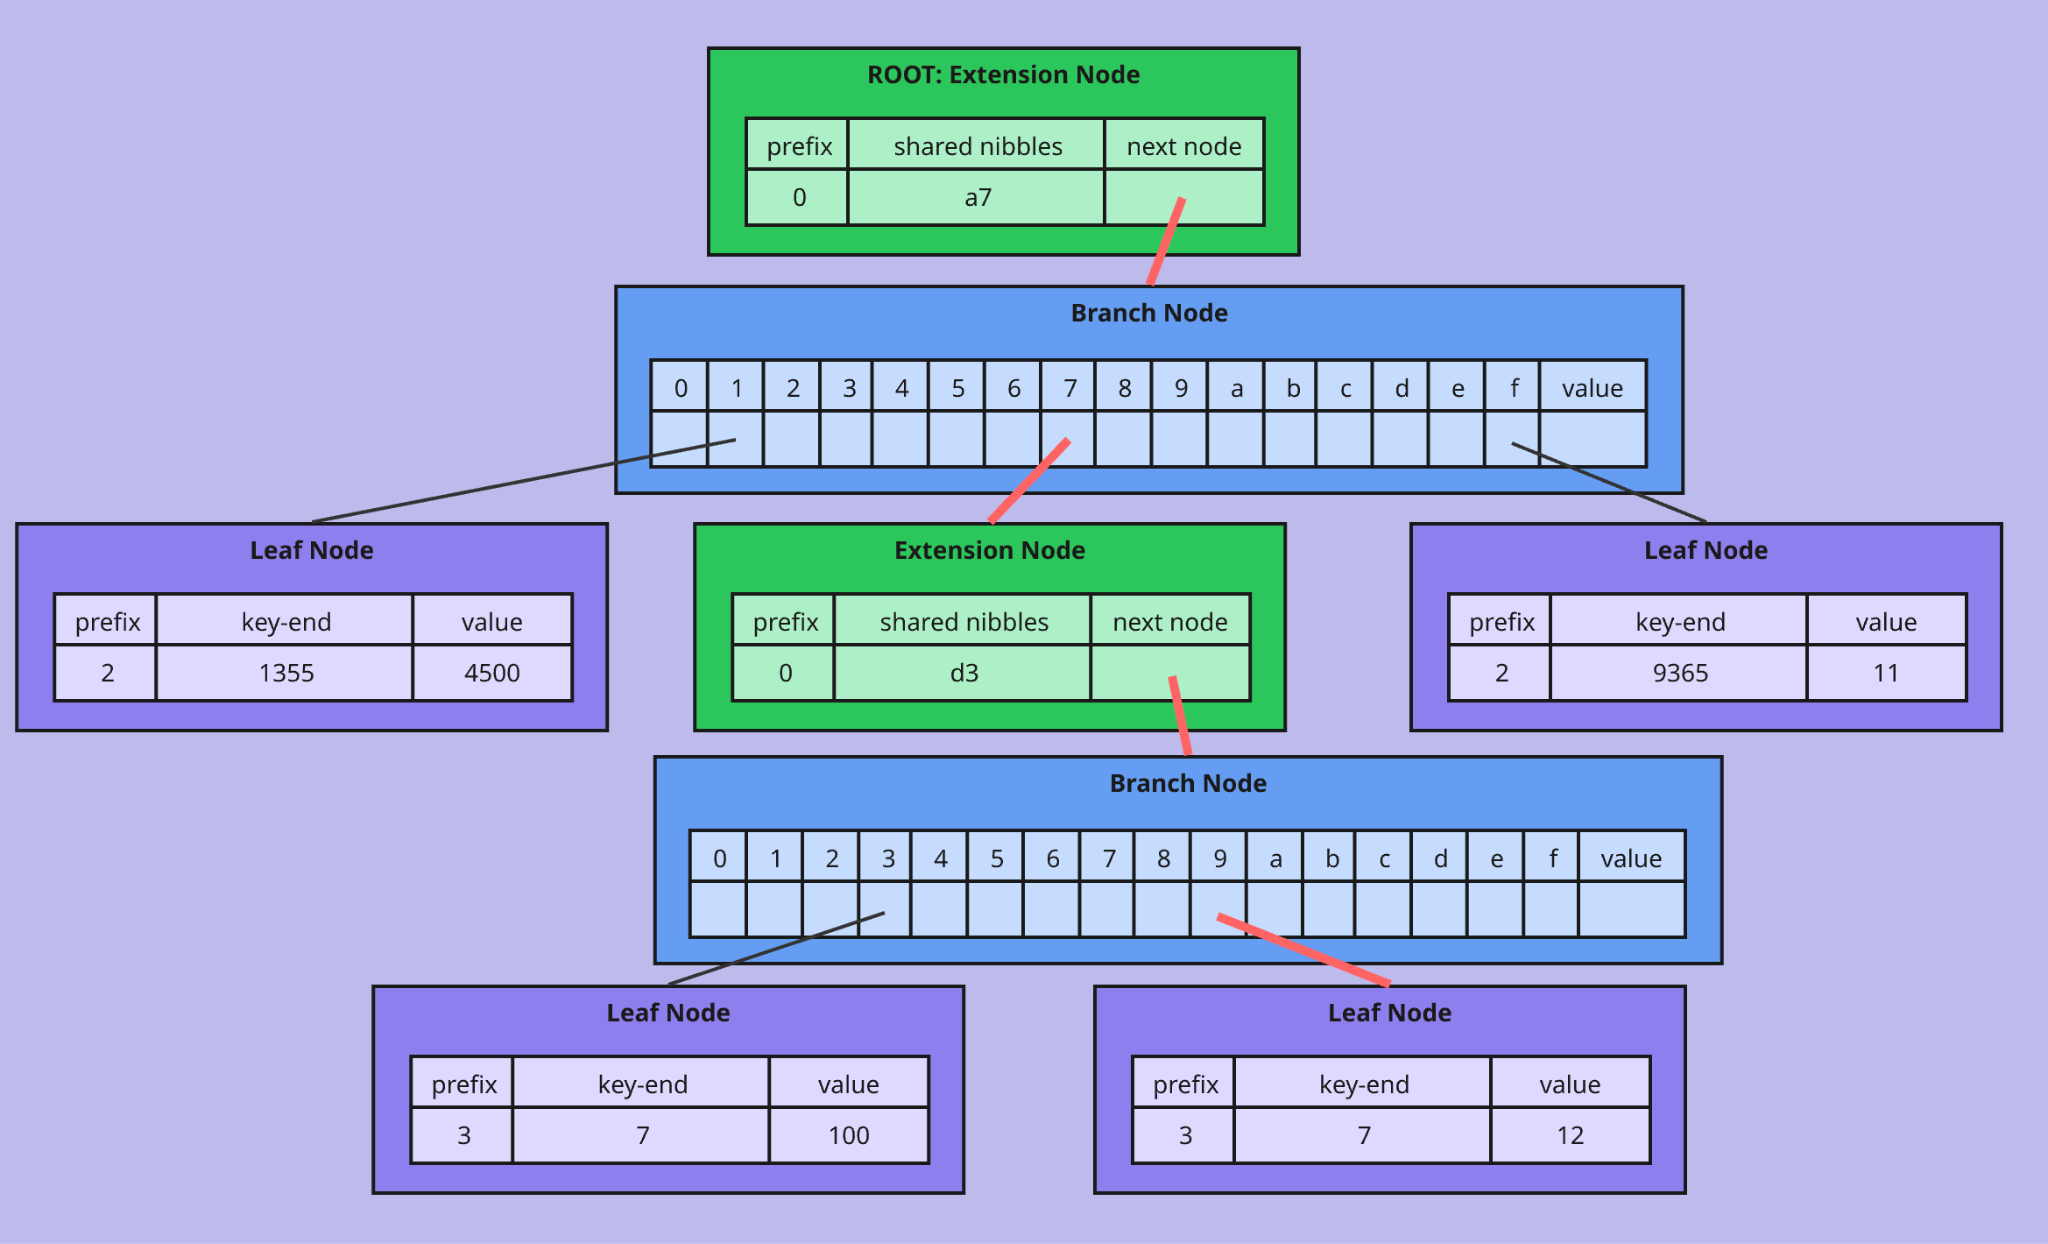 ROOT: Extension Node
prefix shared nibbles next node
0 a7
Branch Node
0 1 2 3 4 5 6 7 8 9 a b c d e f value
Leaf Node
prefix key-end value
2 1355 4500
Extension Node
prefix shared nibbles next node
0 d3
Leaf Node
prefix key-end value
2 9365 11
Branch Node
0 1 2 3 4 5 6 7 8 9 a b c d e f value
Leaf Node
prefix key-end value
3 7 100
Leaf Node
prefix key-end value
3 7 12